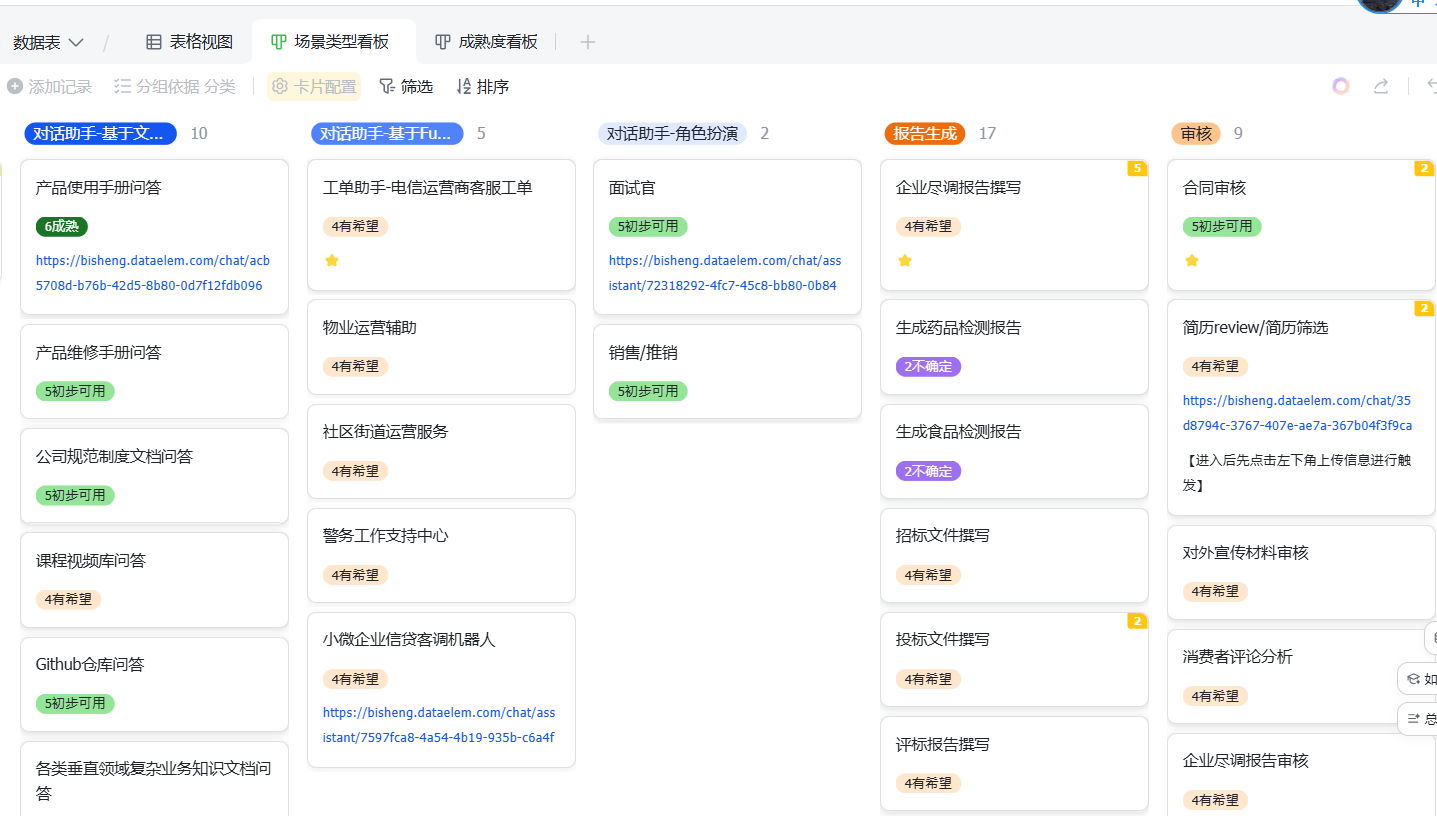 数据表
/
表格视图
场景类型看板
成熟度看板
添加记录
分组依据 分类
卡片配置
筛选
排序
对话助手-基于文...
10
产品使用手册问答
6成熟
https://bisheng.dataelem.com/chat/acb
5708d-b76b-42d5-8b80-0d7f12fdb096
产品维修手册问答
5初步可用
公司规范制度文档问答
5初步可用
课程视频库问答
4有希望
Github仓库问答
5初步可用
各类垂直领域复杂业务知识文档问
答
对话助手-基于Fu...
5
工单助手-电信运营商客服工单
4有希望
物业运营辅助
4有希望
社区街道运营服务
4有希望
警务工作支持中心
4有希望
小微企业信贷客调机器人
4有希望
https://bisheng.dataelem.com/chat/ass
istant/7597fca8-4a54-4b19-935b-c6a4f
对话助手-角色扮演
2
面试官
5初步可用
https://bisheng.dataelem.com/chat/ass
istant/72318292-4fc7-45c8-bb80-0b84
销售/推销
5初步可用
报告生成
17
5
企业尽调报告撰写
4有希望
生成药品检测报告
2不确定
生成食品检测报告
2不确定
招标文件撰写
4有希望
2
投标文件撰写
4有希望
评标报告撰写
4有希望
审核
9
2
合同审核
5初步可用
2
简历review/简历筛选
4有希望
https://bisheng.dataelem.com/chat/35
d8794c-3767-407e-ae7a-367b04f3f9ca
【进入后先点击左下角上传信息进行触
发】
对外宣传材料审核
4有希望
消费者评论分析
4有希望
企业尽调报告审核
4有希望
如
总